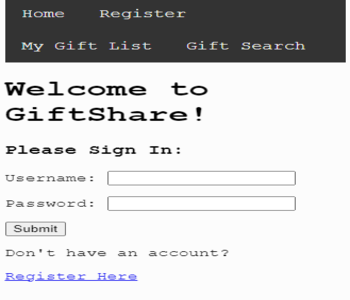 Home Register
My Gift List Gift Search
Welcome to
GiftShare!
Please Sign In:
Username:
Password:
Submit
Don't have an account?
Register Here